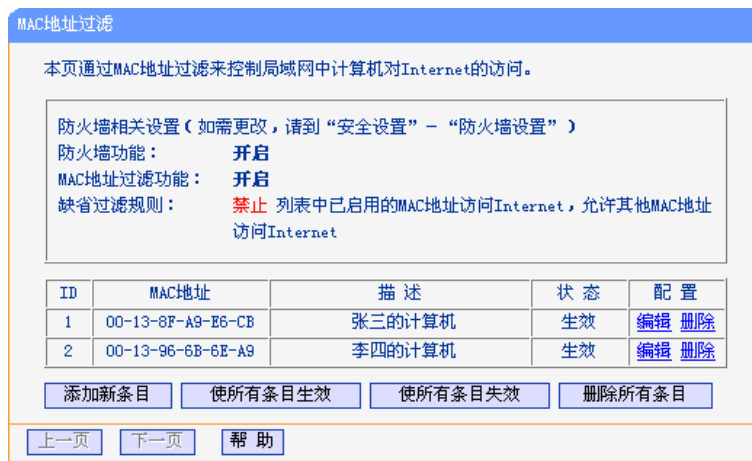 MAC地址过滤
本页通过MAC地址过滤来控制局域网中计算机对Internet的访问。
防火墙相关设置(如需更改,请到“安全设置”-“防火墙设置”)
防火墙功能: 开启
MAC地址过滤功能: 开启
缺省过滤规则: 禁止 列表中已启用的MAC地址访问Internet,允许其他MAC地址
访问Internet
ID MAC地址 描 述 状 态 配 置
1 00-13-8F-A9-E6-CB 张三的计算机 生效 编辑 删除
2 00-13-96-6B-6E-A9 李四的计算机 生效 编辑 删除
添加新条目 使所有条目生效 使所有条目失效 删除所有条目
上一页 下一页 帮 助